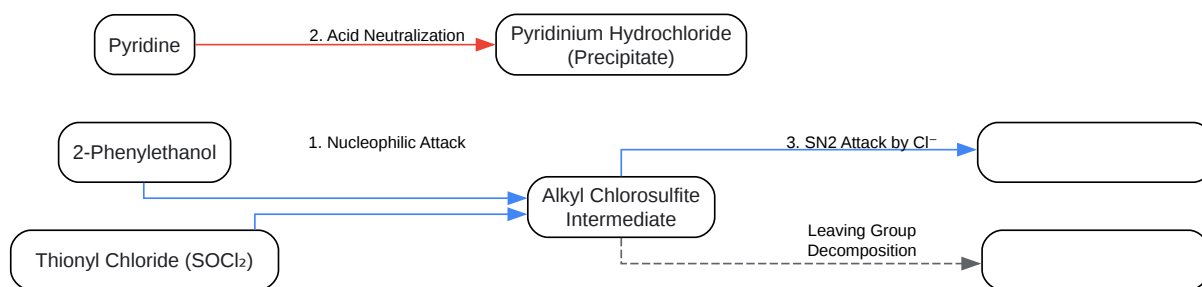 Pyridine
2. Acid Neutralization
Pyridinium Hydrochloride
(Precipitate)
2-Phenylethanol
1. Nucleophilic Attack
3. SN2 Attack by Cl⁻
Alkyl Chlorosulfite
Intermediate
Thionyl Chloride (SOCl₂)
Leaving Group
Decomposition